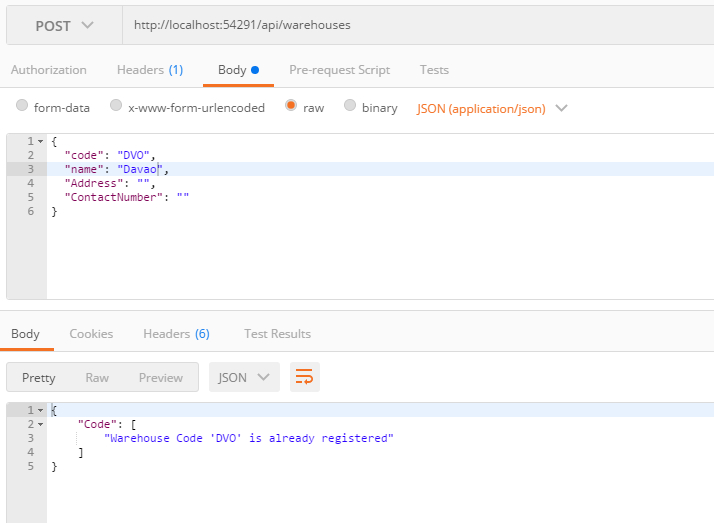 POST http://localhost:54291/api/warehouses
Authorization Headers (1) Body Pre-request Script Tests
form-data x-www-form-urlencoded raw binary JSON (application/json)
1 {
2 "code": "DVO",
3 "name": "Davao",
4 "Address": "",
5 "ContactNumber": ""
6 }
Body Cookies Headers (6) Test Results
Pretty Raw Preview JSON
1 {
2 "Code": [
3 "Warehouse Code 'DVO' is already registered"
4 ]
5 }